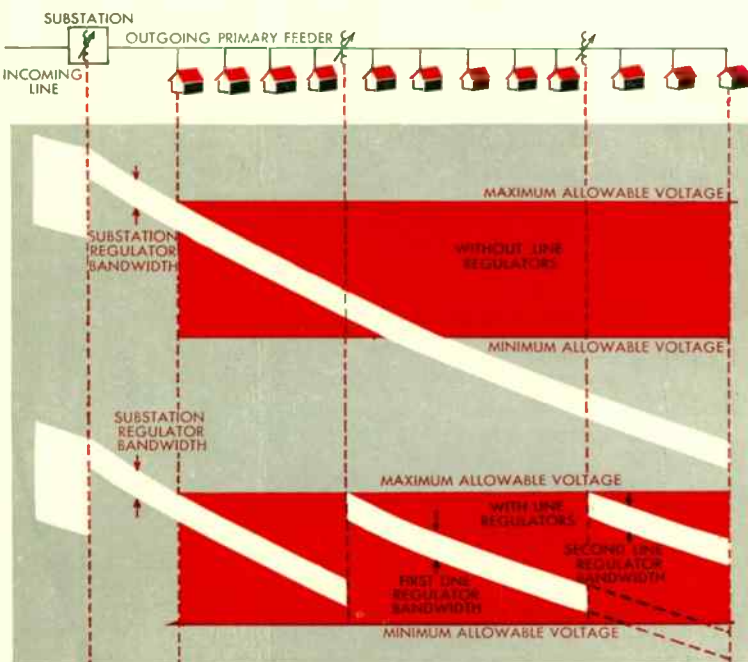 SUBSTATION
OUTGOING PRIMARY FEEDER
INCOMING
LINE
MAXIMUM ALLOWABLE VOLTAGE
SUBSTATION
REGULATOR
BANDWIDTH
WITHOUT LINE
REGULATORS
MINIMUM ALLOWABLE VOLTAGE
SUBSTATION
REGULATOR
BANDWIDTH
MAXIMUM ALLOWABLE VOLTAGE
WITH LINE
REGULATORS
SECOND LINE
REGULATOR
BANDWIDTH
FIRST LINE
REGULATOR
BANDWIDTH
MINIMUM ALLOWABLE VOLTAGE